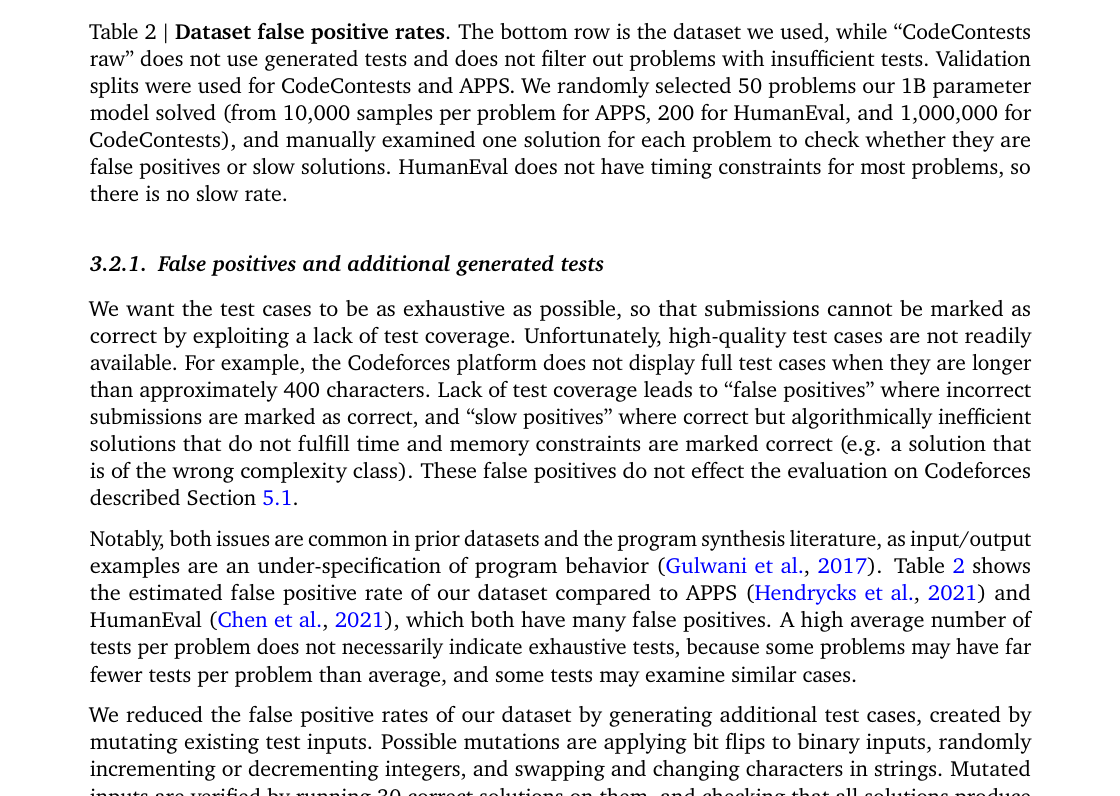 Table 2 | Dataset false positive rates. The bottom row is the dataset we used, while “CodeContests
raw” does not use generated tests and does not filter out problems with insufficient tests. Validation
splits were used for CodeContests and APPS. We randomly selected 50 problems our 1B parameter
model solved (from 10,000 samples per problem for APPS, 200 for HumanEval, and 1,000,000 for
CodeContests), and manually examined one solution for each problem to check whether they are
false positives or slow solutions. HumanEval does not have timing constraints for most problems, so
there is no slow rate.
3.2.1. False positives and additional generated tests
We want the test cases to be as exhaustive as possible, so that submissions cannot be marked as
correct by exploiting a lack of test coverage. Unfortunately, high-quality test cases are not readily
available. For example, the Codeforces platform does not display full test cases when they are longer
than approximately 400 characters. Lack of test coverage leads to “false positives” where incorrect
submissions are marked as correct, and “slow positives” where correct but algorithmically inefficient
solutions that do not fulfill time and memory constraints are marked correct (e.g. a solution that
is of the wrong complexity class). These false positives do not effect the evaluation on Codeforces
described Section 5.1.
Notably, both issues are common in prior datasets and the program synthesis literature, as input/output
examples are an under-specification of program behavior (Gulwani et al., 2017). Table 2 shows
the estimated false positive rate of our dataset compared to APPS (Hendrycks et al., 2021) and
HumanEval (Chen et al., 2021), which both have many false positives. A high average number of
tests per problem does not necessarily indicate exhaustive tests, because some problems may have far
fewer tests per problem than average, and some tests may examine similar cases.
We reduced the false positive rates of our dataset by generating additional test cases, created by
mutating existing test inputs. Possible mutations are applying bit flips to binary inputs, randomly
incrementing or decrementing integers, and swapping and changing characters in strings. Mutated
inputs are verified by running 30 correct solutions on them, and checking that all solutions produce